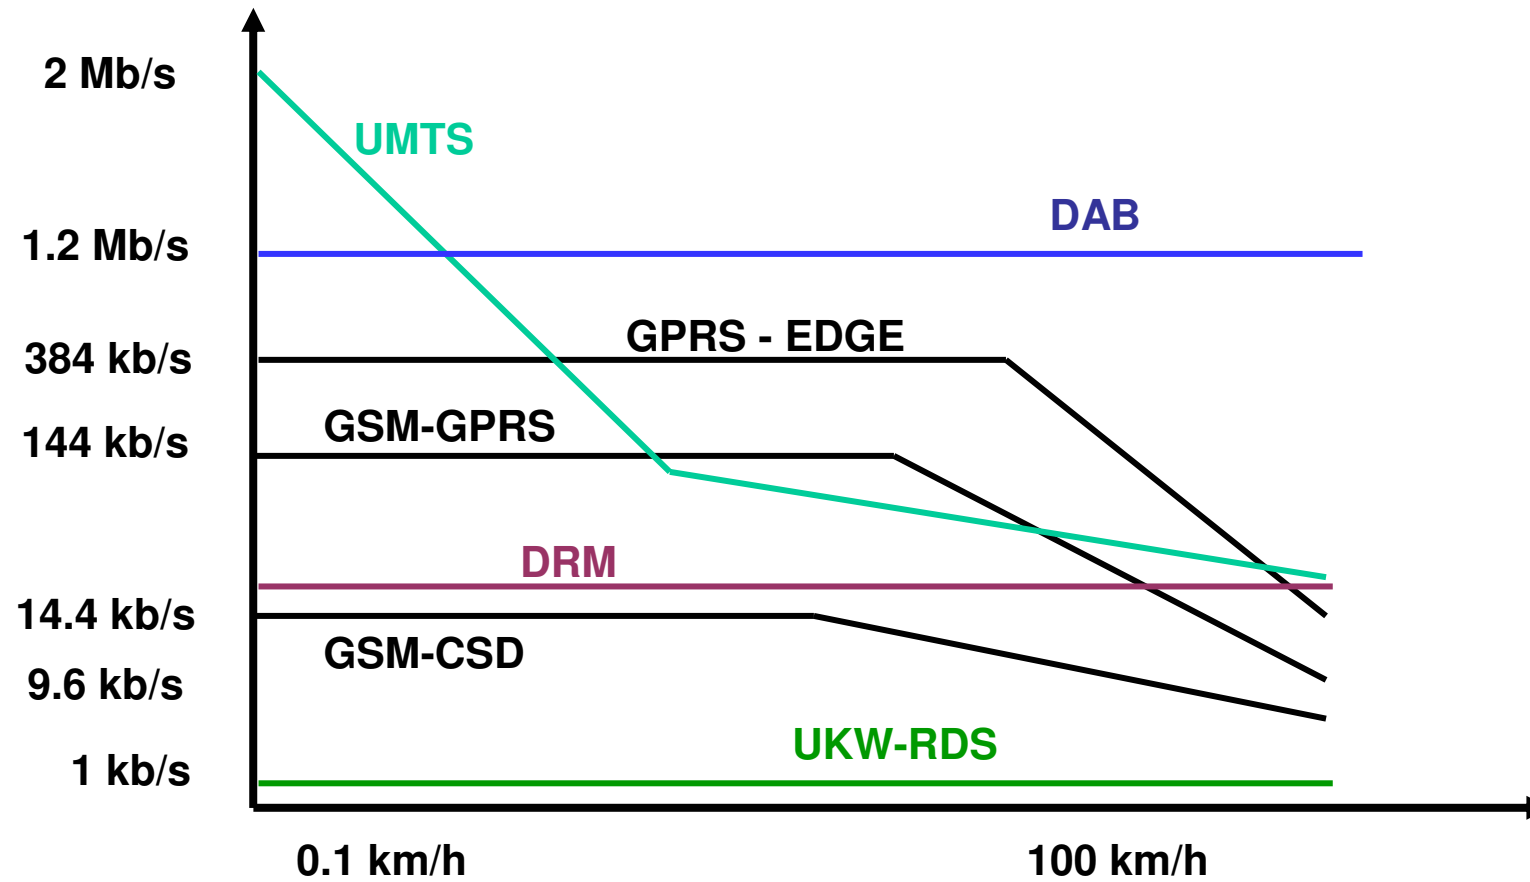 2 Mb/s
UMTS
DAB
1.2 Mb/s
GPRS - EDGE
384 kb/s
GSM-GPRS
144 kb/s
DRM
14.4 kb/s
GSM-CSD
9.6 kb/s
UKW-RDS
1 kb/s
0.1 km/h
100 km/h